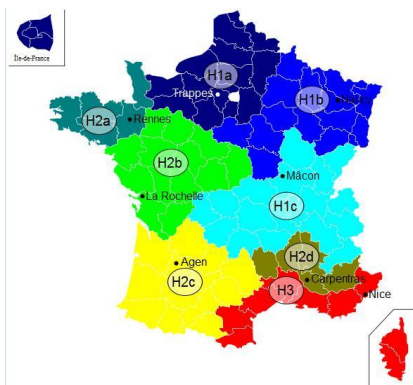 Île-de-France
H1a
Trappes
H1b
Nancy
H2a
Rennes
H2b
Mâcon
La Rochelle
H1c
H2d
Agen
Carpentras
H2c
H3
Nice